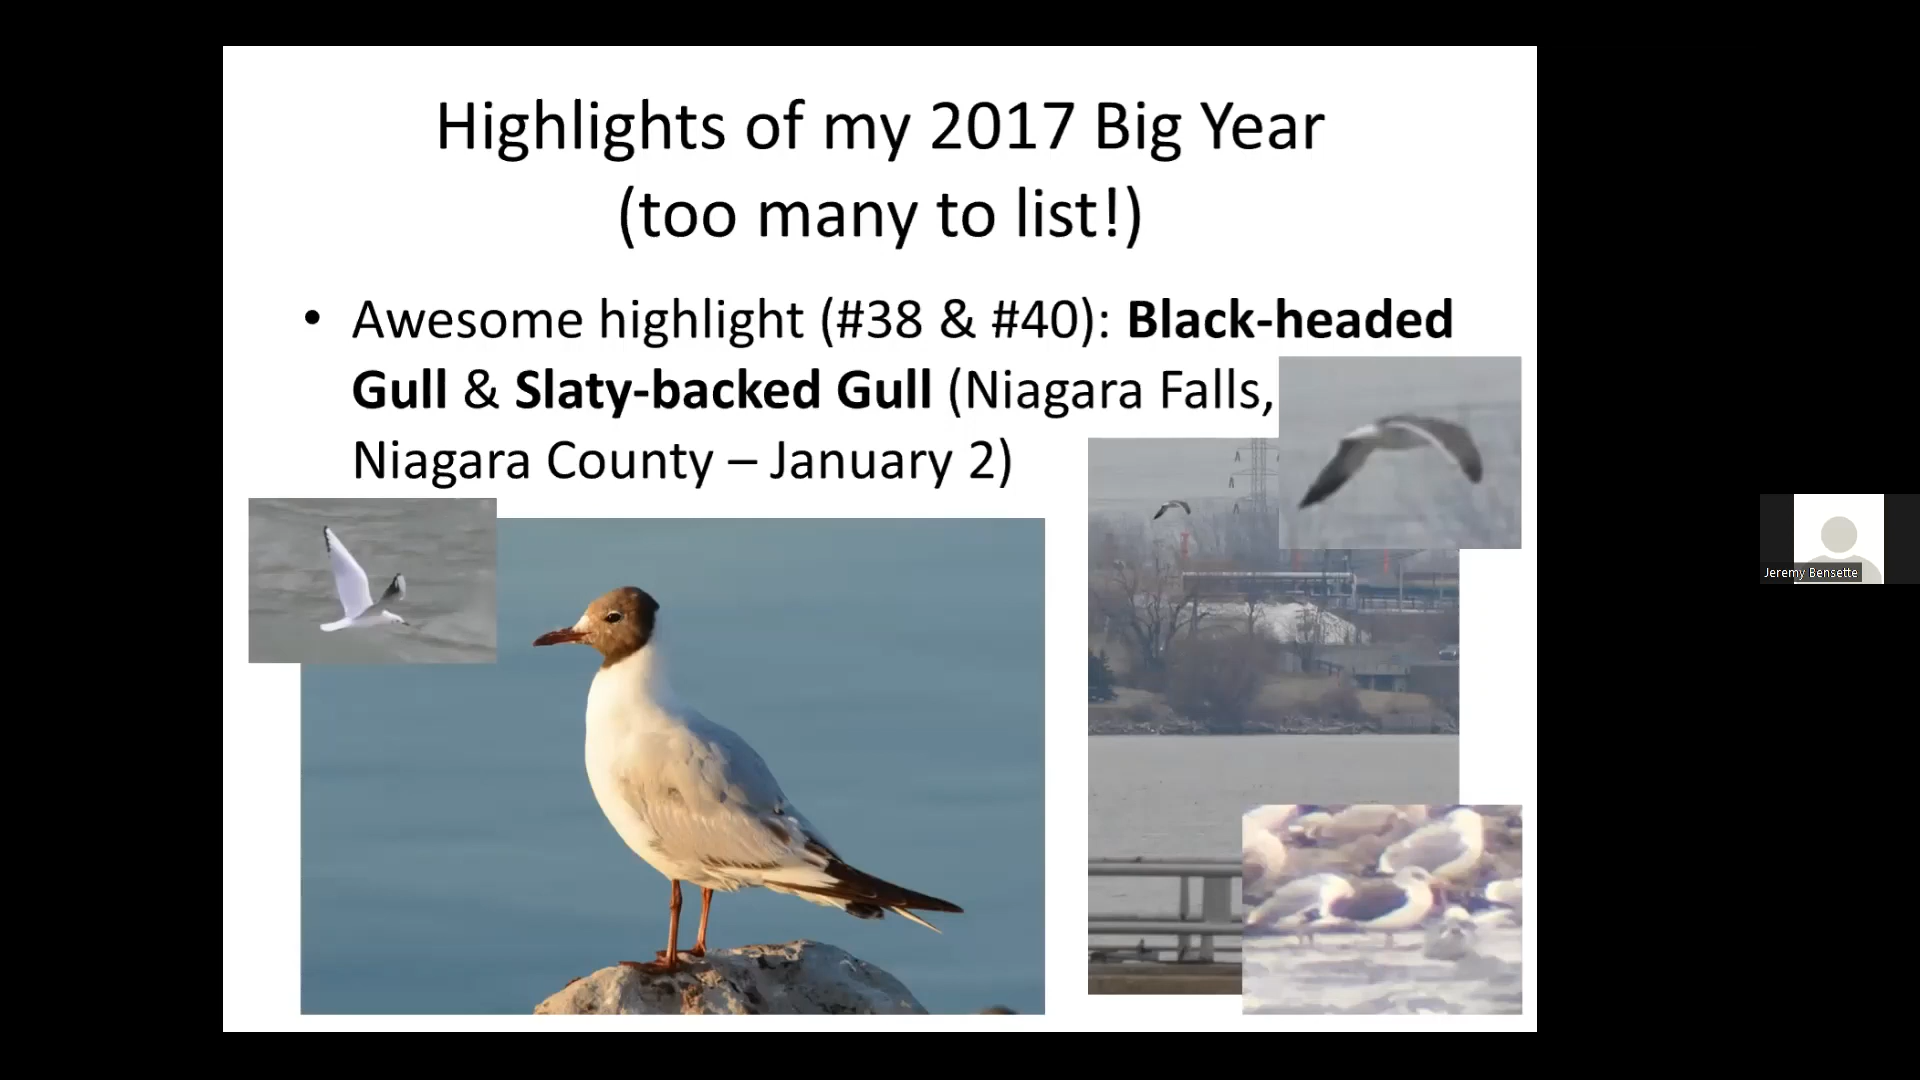 Highlights of my 2017 Big Year
(too many to list!)
• Awesome highlight (#38 & #40): Black-headed
Gull & Slaty-backed Gull (Niagara Falls,
Niagara County – January 2)
Jeremy Bensette